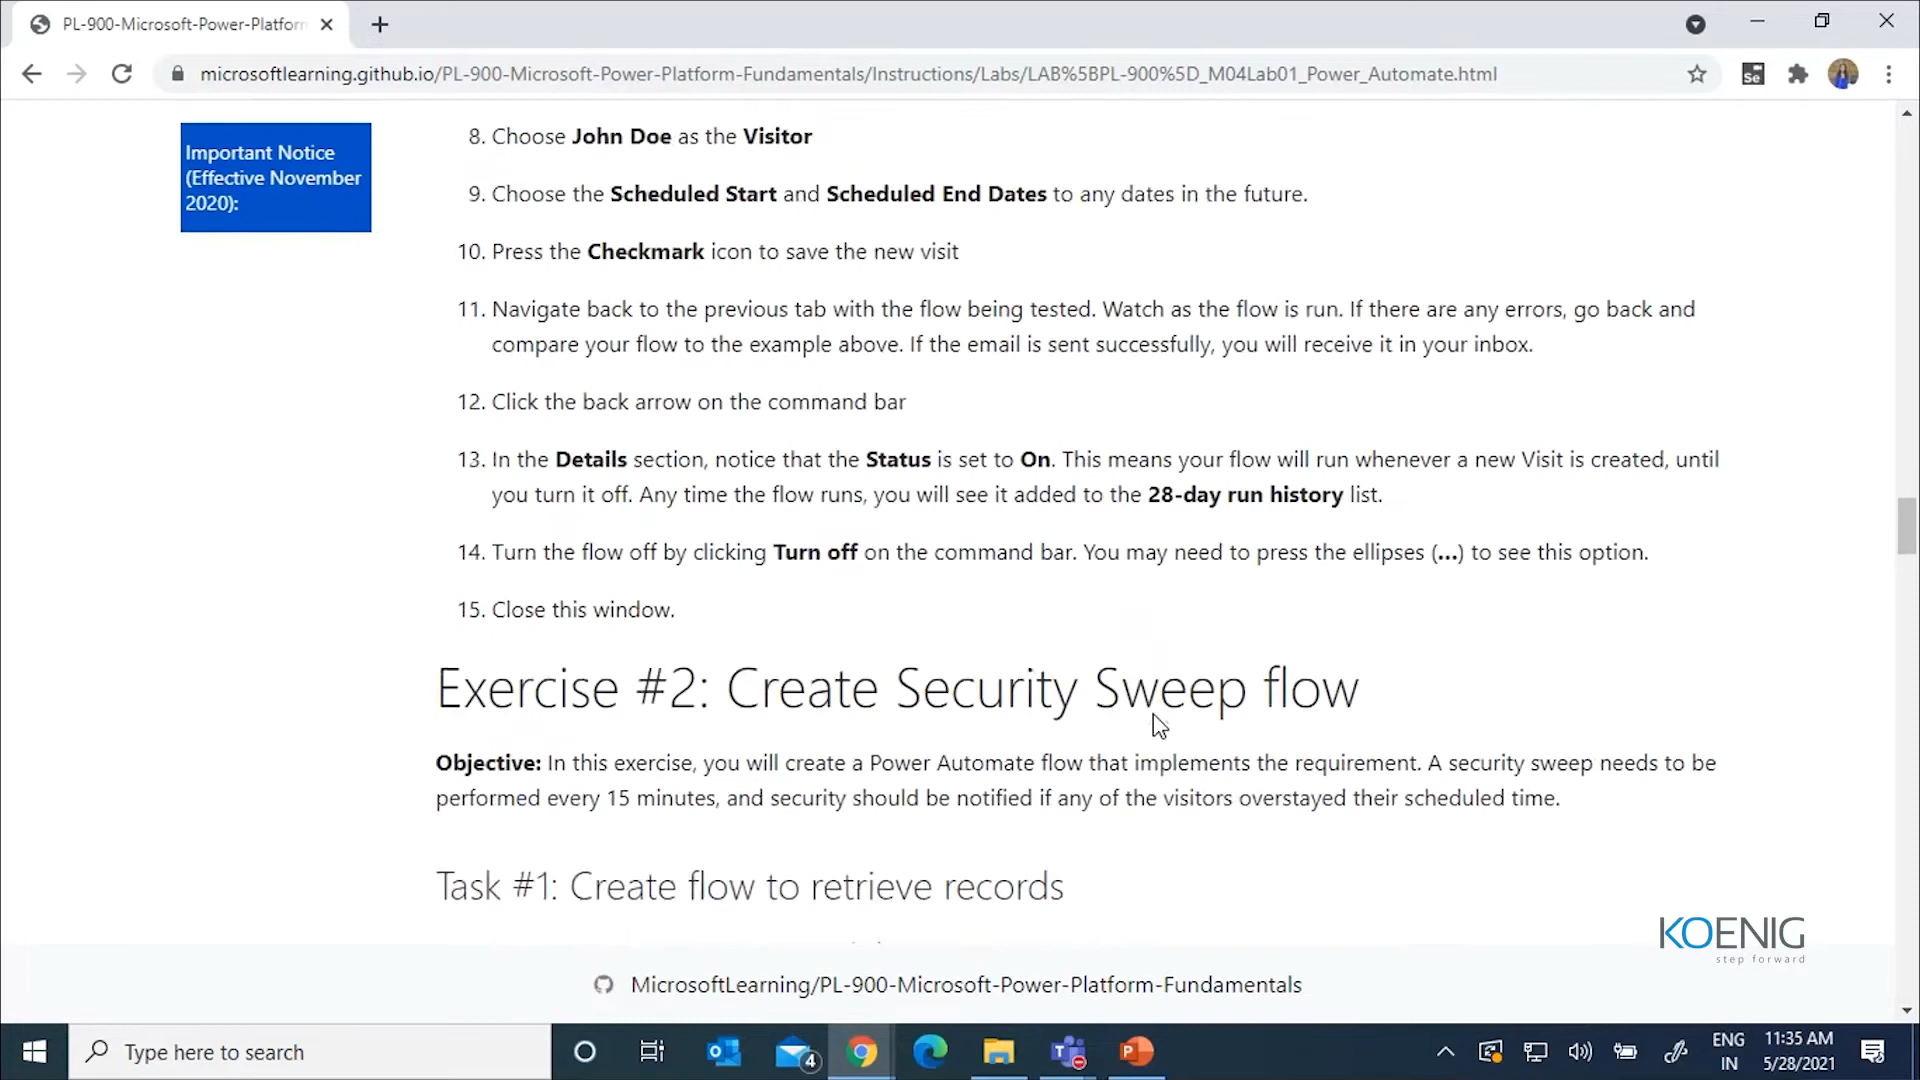 PL-900-Microsoft-Power-Platform
microsoftlearning.github.io/PL-900-Microsoft-Power-Platform-Fundamentals/Instructions/Labs/LAB%5BPL-900%5D_M04Lab01_Power_Automate.html
Se
Important Notice
(Effective November
2020):
8. Choose John Doe as the Visitor
9. Choose the Scheduled Start and Scheduled End Dates to any dates in the future.
10. Press the Checkmark icon to save the new visit
11. Navigate back to the previous tab with the flow being tested. Watch as the flow is run. If there are any errors, go back and
compare your flow to the example above. If the email is sent successfully, you will receive it in your inbox.
12. Click the back arrow on the command bar
13. In the Details section, notice that the Status is set to On. This means your flow will run whenever a new Visit is created, until
you turn it off. Any time the flow runs, you will see it added to the 28-day run history list.
14. Turn the flow off by clicking Turn off on the command bar. You may need to press the ellipses (...) to see this option.
15. Close this window.
Exercise #2: Create Security Sweep flow
Objective: In this exercise, you will create a Power Automate flow that implements the requirement. A security sweep needs to be
performed every 15 minutes, and security should be notified if any of the visitors overstayed their scheduled time.
Task #1: Create flow to retrieve records
KOENIG
step forward
MicrosoftLearning/PL-900-Microsoft-Power-Platform-Fundamentals
Type here to search
4
ENG
IN
11:35 AM
5/28/2021